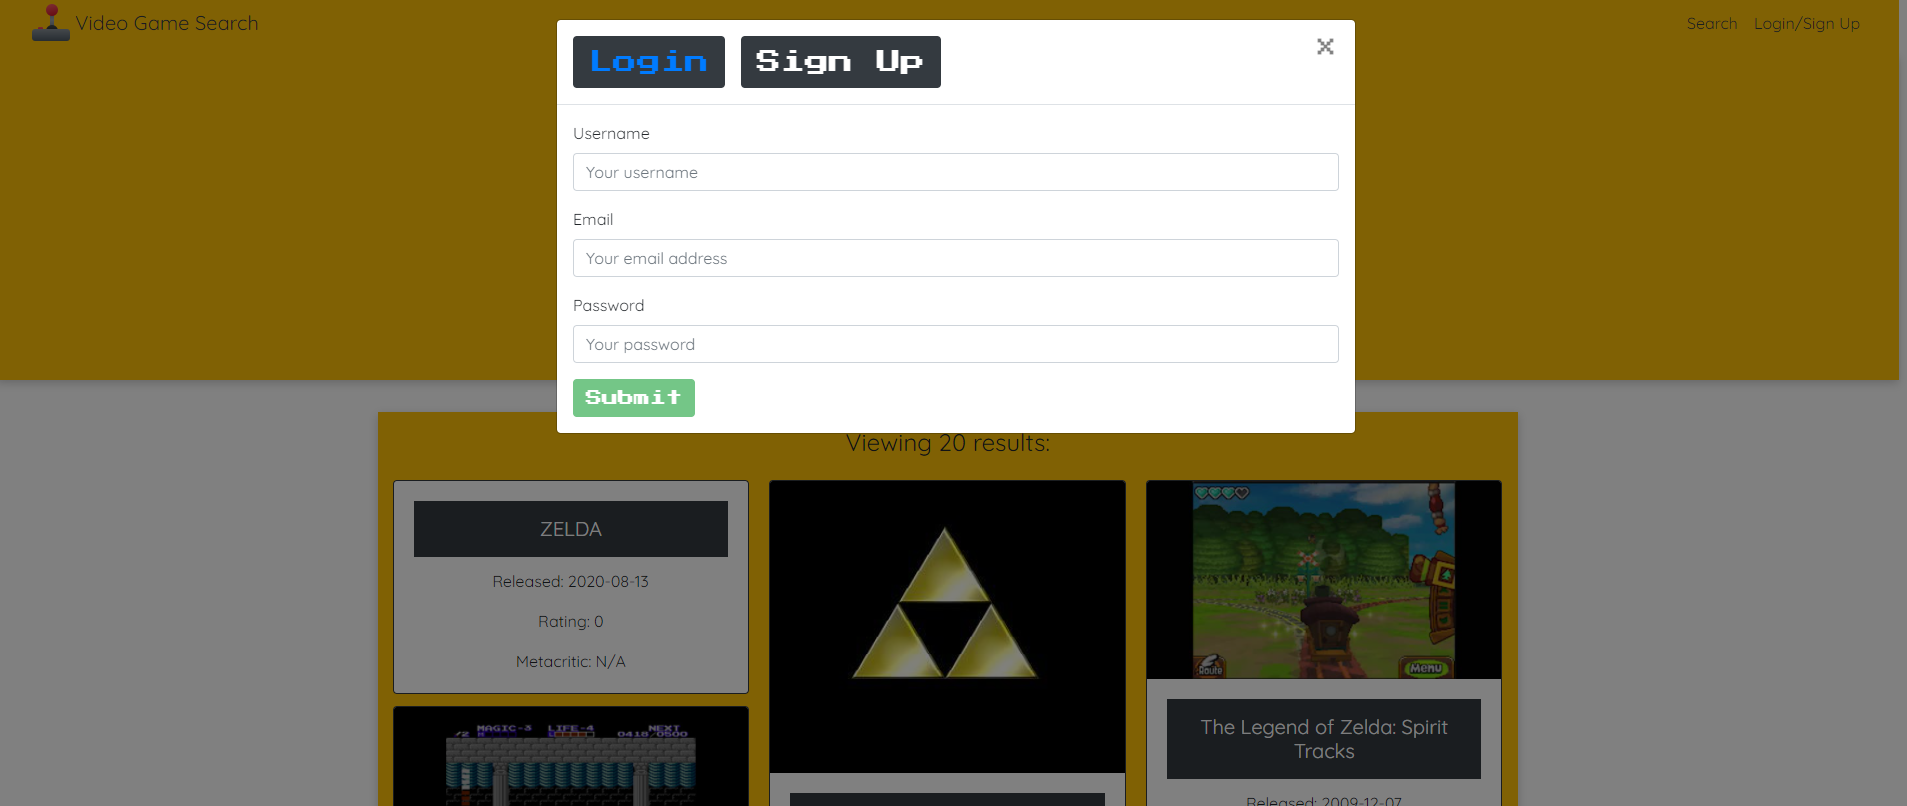 Video Game Search
Search Login/Sign Up
Login Sign Up
Username
Your username
Email
Your email address
Password
Your password
Submit
Viewing 20 results:
ZELDA
Released: 2020-08-13
Rating: 0
Metacritic: N/A
MAGIC-3 LIFE-4 NEXT
0418/0500
Route
Menu
The Legend of Zelda: Spirit
Tracks
Released: 2009-12-07